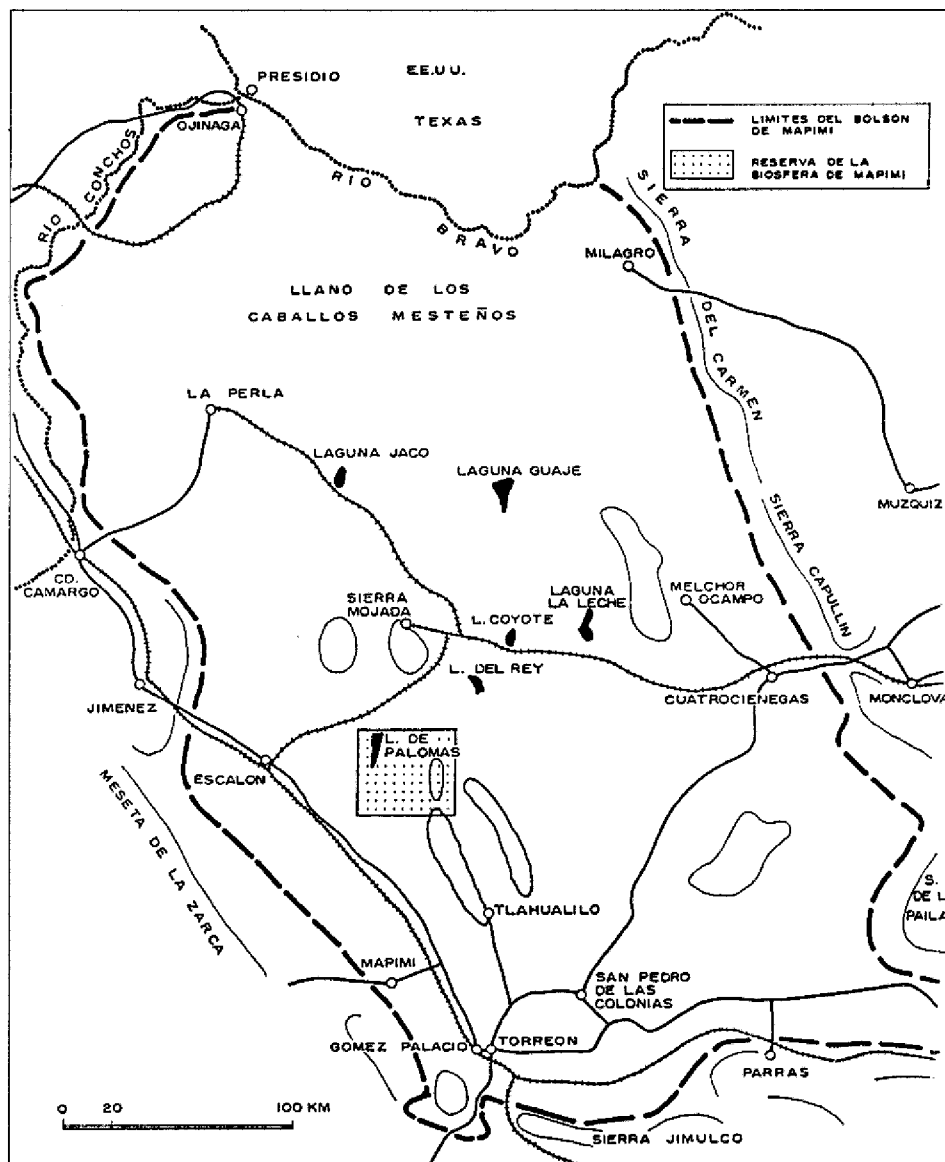 PRESIDIO
EE.UU.
TEXAS
OJINAGA
LIMITES DEL BOLSON
DE MAPIMI
RESERVA DE LA
BIOSFERA DE MAPIMI
RIO CONCHOS
RIO BRAVO
SIERRA DEL CARMEN
MILAGRO
LLANO DE LOS
CABALLOS MESTEÑOS
LA PERLA
LAGUNA JACO
LAGUNA GUAJE
MUZQUIZ
SIERRA CAPULLIN
CD.
CAMARGO
SIERRA
MOJADA
L. COYOTE
LAGUNA
LA LECHE
MELCHOR
OCAMPO
L. DEL REY
CUATROCIENEGAS
MONCLOVA
JIMENEZ
ESCALON
L. DE
PALOMAS
MESETA DE LA ZARCA
TLAHUALILO
S.
DE L
PAILA
MAPIMI
SAN PEDRO
DE LAS
COLONIAS
GOMEZ PALACIO
TORREON
PARRAS
0 20 100 KM
SIERRA JIMULCO